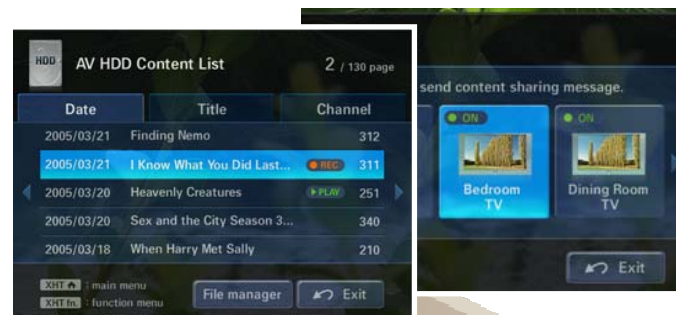 HDD
AV HDD Content List
2 / 130 page
Date Title Channel
2005/03/21 Finding Nemo 312
2005/03/21 I Know What You Did Last... REC 311
2005/03/20 Heavenly Creatures PLAY 251
2005/03/20 Sex and the City Season 3... 340
2005/03/18 When Harry Met Sally 210
XHT : main menu
XHT fn. : function menu
File manager
Exit
send content sharing message.
ON
Bedroom
TV
ON
Dining Room
TV
Exit